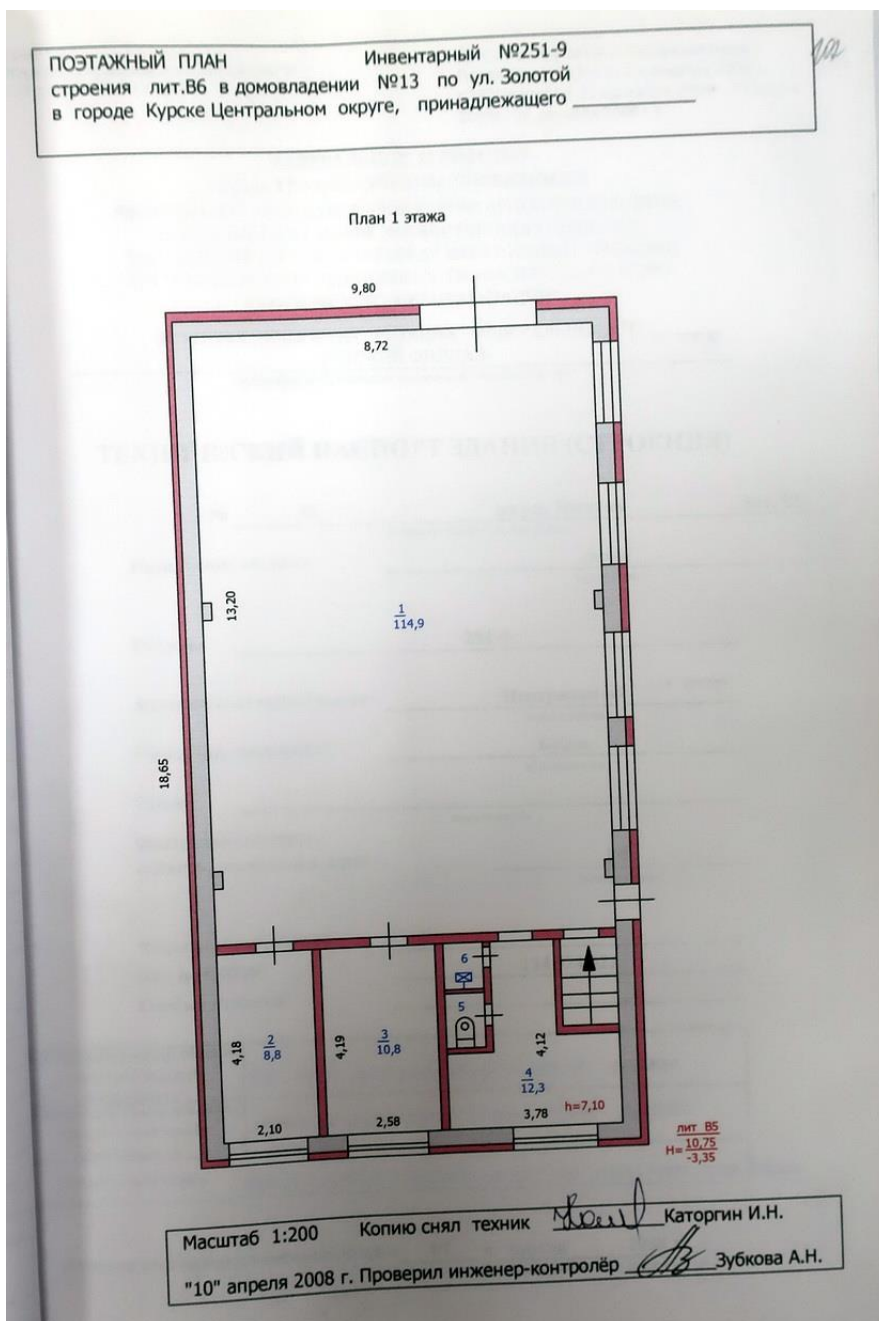 ПОЭТАЖНЫЙ ПЛАН Инвентарный №251-9
строения лит.В6 в домовладении №13 по ул. Золотой
в городе Курске Центральном округе, принадлежащего
План 1 этажа
9,80
8,72
13,20
1
114,9
18,65
6
5
2
8,8
4,18
3
10,8
4,19
4,12
4
12,3
h=7,10
2,10
2,58
3,78
лит В5
H= 10,75
-3,35
Масштаб 1:200 Копию снял техник Каторгин И.Н.
"10" апреля 2008 г. Проверил инженер-контролёр Зубкова А.Н.